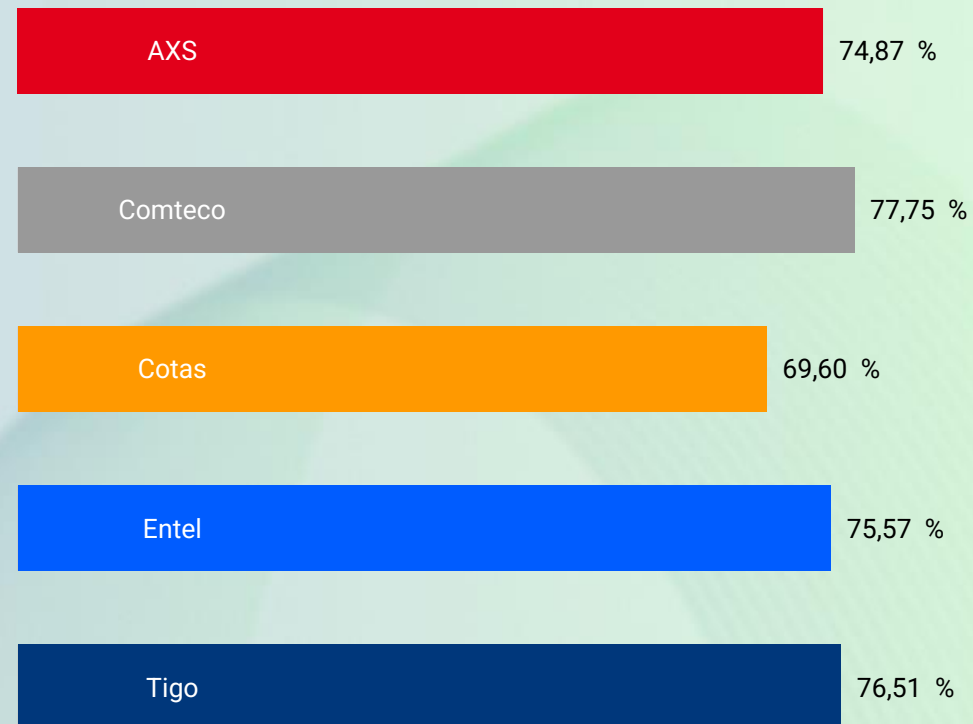 AXS 74,87 %
Comteco 77,75 %
Cotas 69,60 %
Entel 75,57 %
Tigo 76,51 %